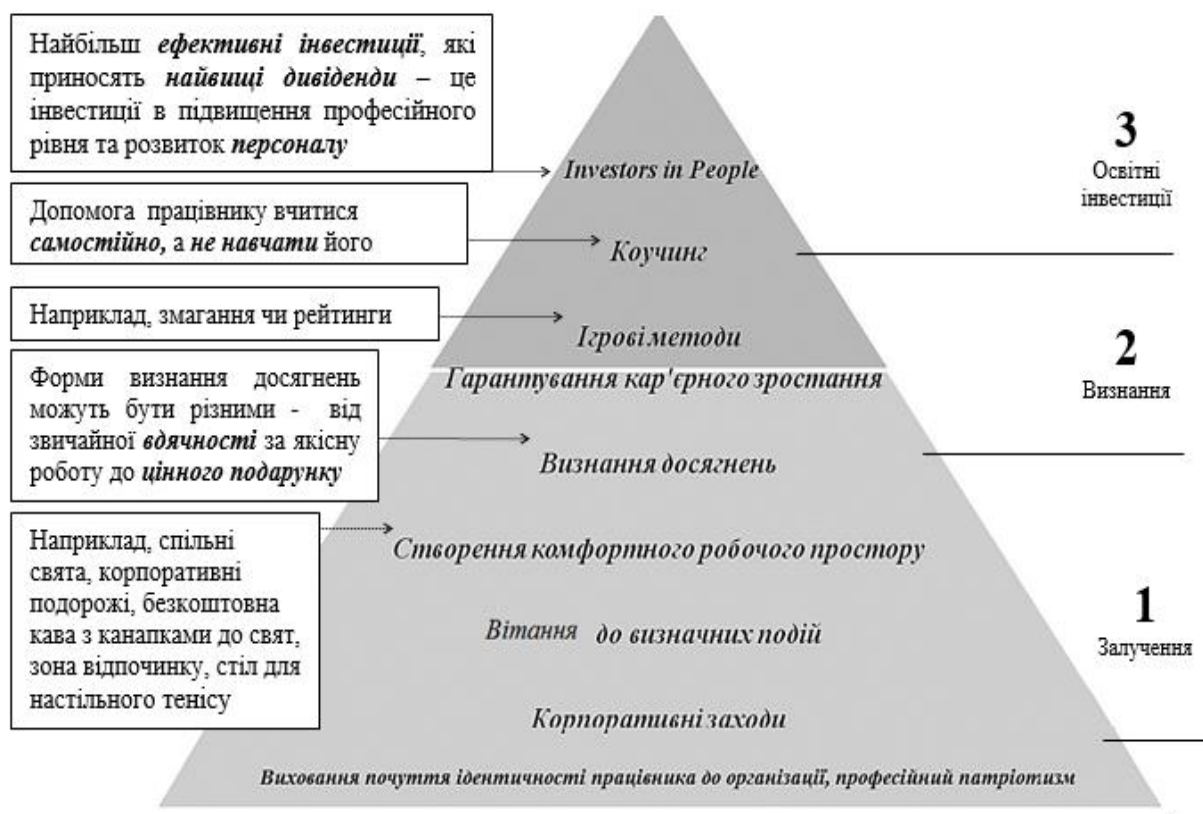 Найбільш ефективні інвестиції, які
приносять найвищі дивіденди – це
інвестиції в підвищення професійного
рівня та розвиток персоналу
Investors in People
3
Освітні
інвестиції
Допомога працівнику вчитися
самостійно, а не навчати його
Коучинг
Наприклад, змагання чи рейтинги
Ігрові методи
2
Визнання
Гарантування кар'єрного зростання
Форми визнання досягнень
можуть бути різними - від
звичайної вдячності за якісну
роботу до цінного подарунку
Визнання досягнень
Наприклад, спільні
свята, корпоративні
подорожі, безкоштовна
кава з канапками до свят,
зона відпочинку, стіл для
настільного тенісу
Створення комфортного робочого простору
Вітання до визначних подій
1
Залучення
Корпоративні заходи
Виховання почуття ідентичності працівника до організації, професійний патріотизм